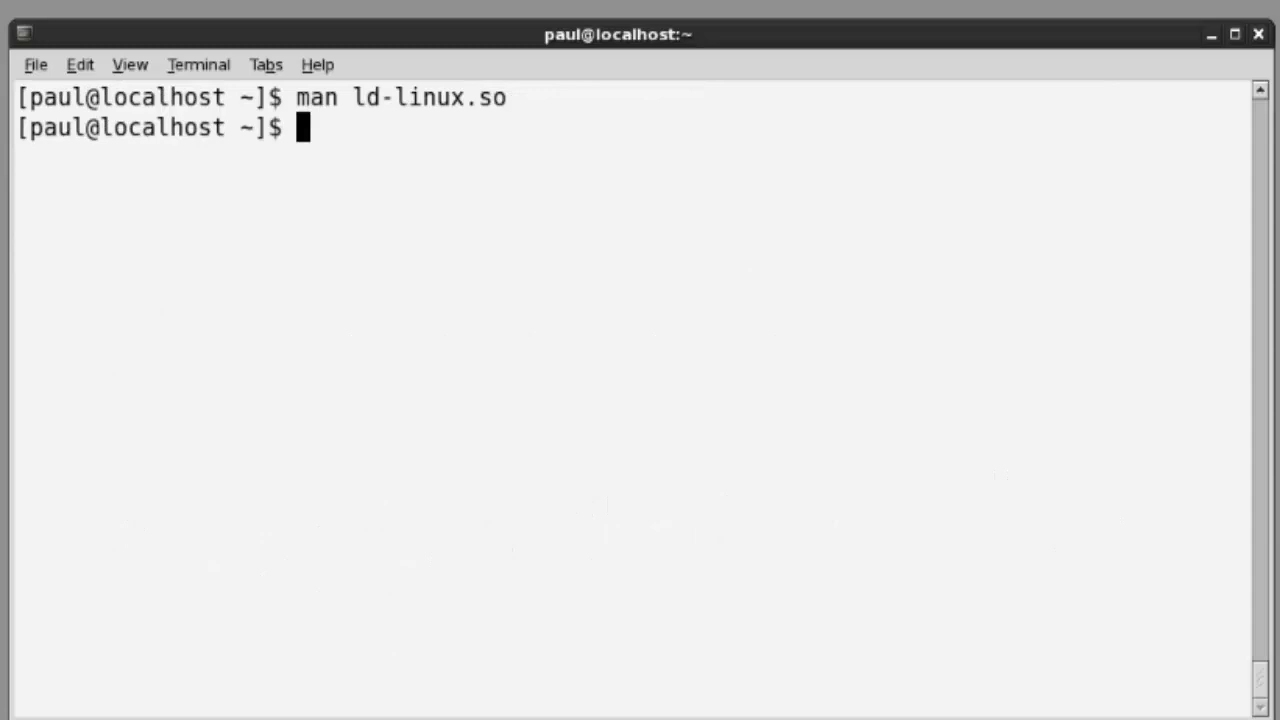 paul@localhost:~
File Edit View Terminal Tabs Help
[paul@localhost ~]$ man ld-linux.so
[paul@localhost ~]$